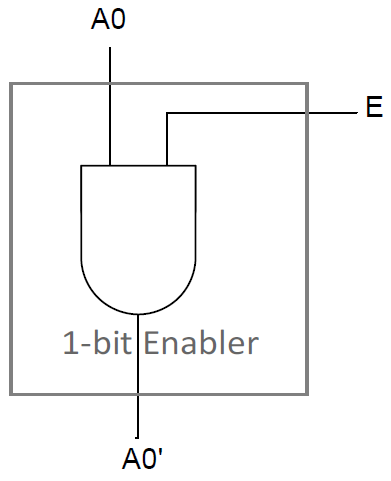 A0
E
1-bit Enabler
A0'